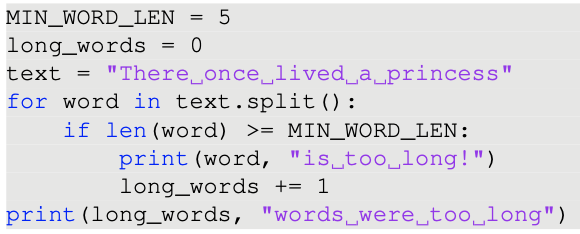 MIN_WORD_LEN = 5
long_words = 0
text = "There␣once␣lived␣a␣princess"
for word in text.split():
    if len(word) >= MIN_WORD_LEN:
        print(word, "is␣too␣long!")
        long_words += 1
print(long_words, "words␣were␣too␣long")